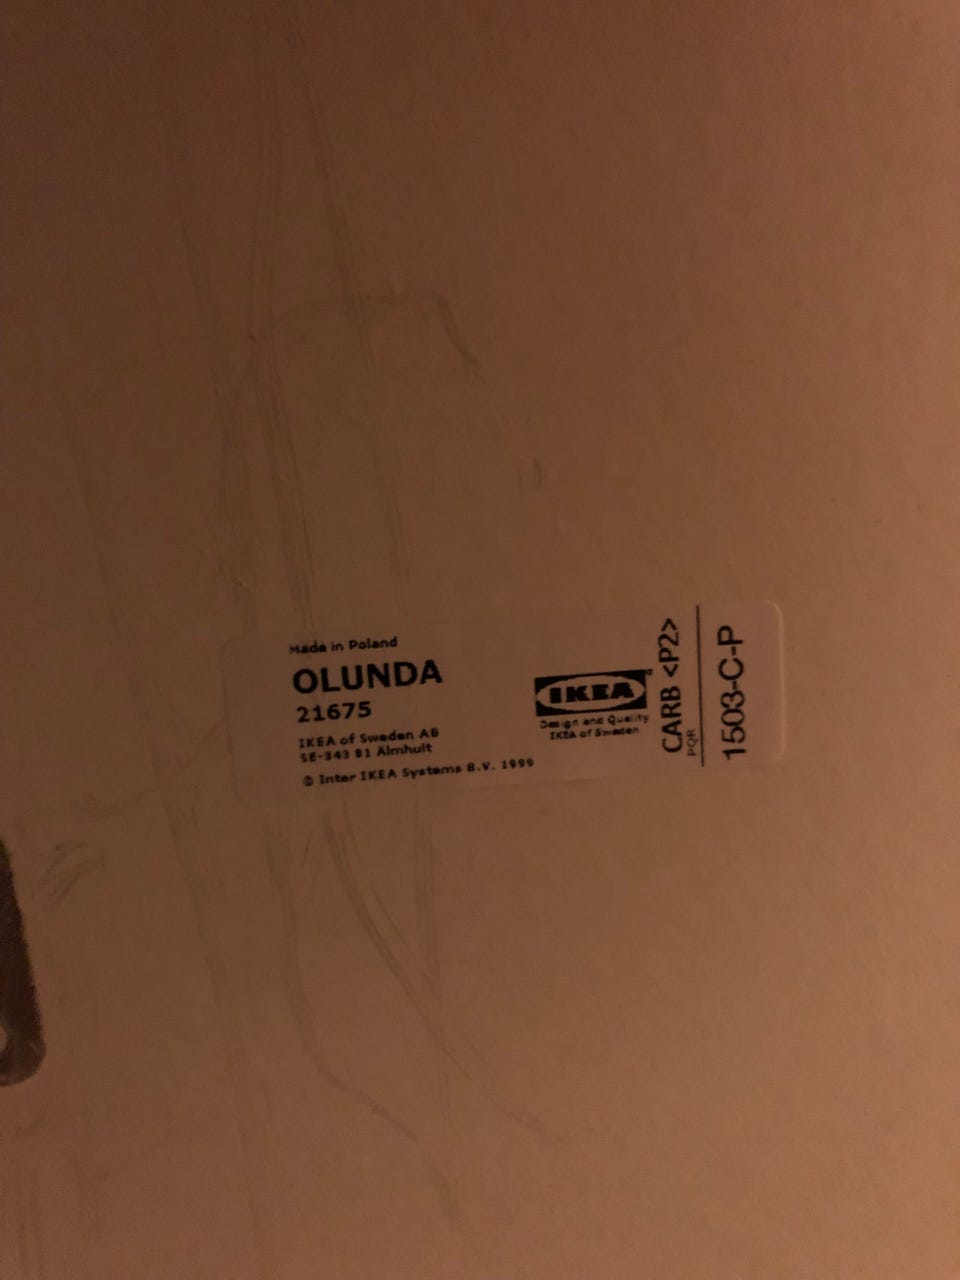 Made in Poland
OLUNDA
21675
IKEA of Sweden AB
SE-343 81 Älmhult
© Inter IKEA Systems B.V. 1999
IKEA
Design and Quality
IKEA of Sweden
CARB <P2>
PQR
1503-C-P